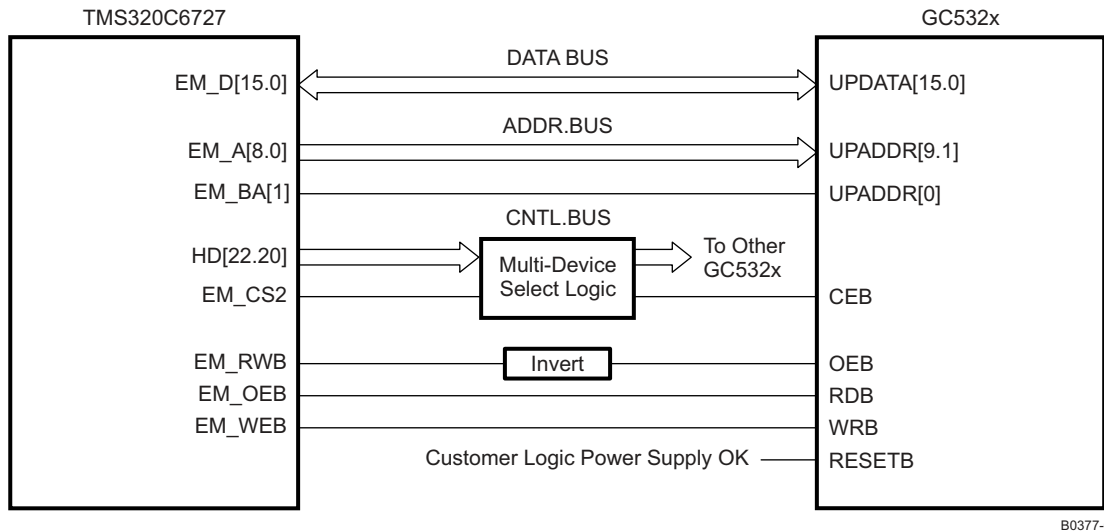 TMS320C6727
GC532x
DATA BUS
EM_D[15.0]
UPDATA[15.0]
ADDR.BUS
EM_A[8.0]
UPADDR[9.1]
EM_BA[1]
UPADDR[0]
CNTL.BUS
HD[22.20]
Multi-Device
Select Logic
To Other
GC532x
EM_CS2
CEB
EM_RWB
Invert
OEB
EM_OEB
RDB
EM_WEB
WRB
Customer Logic Power Supply OK
RESETB
B0377-